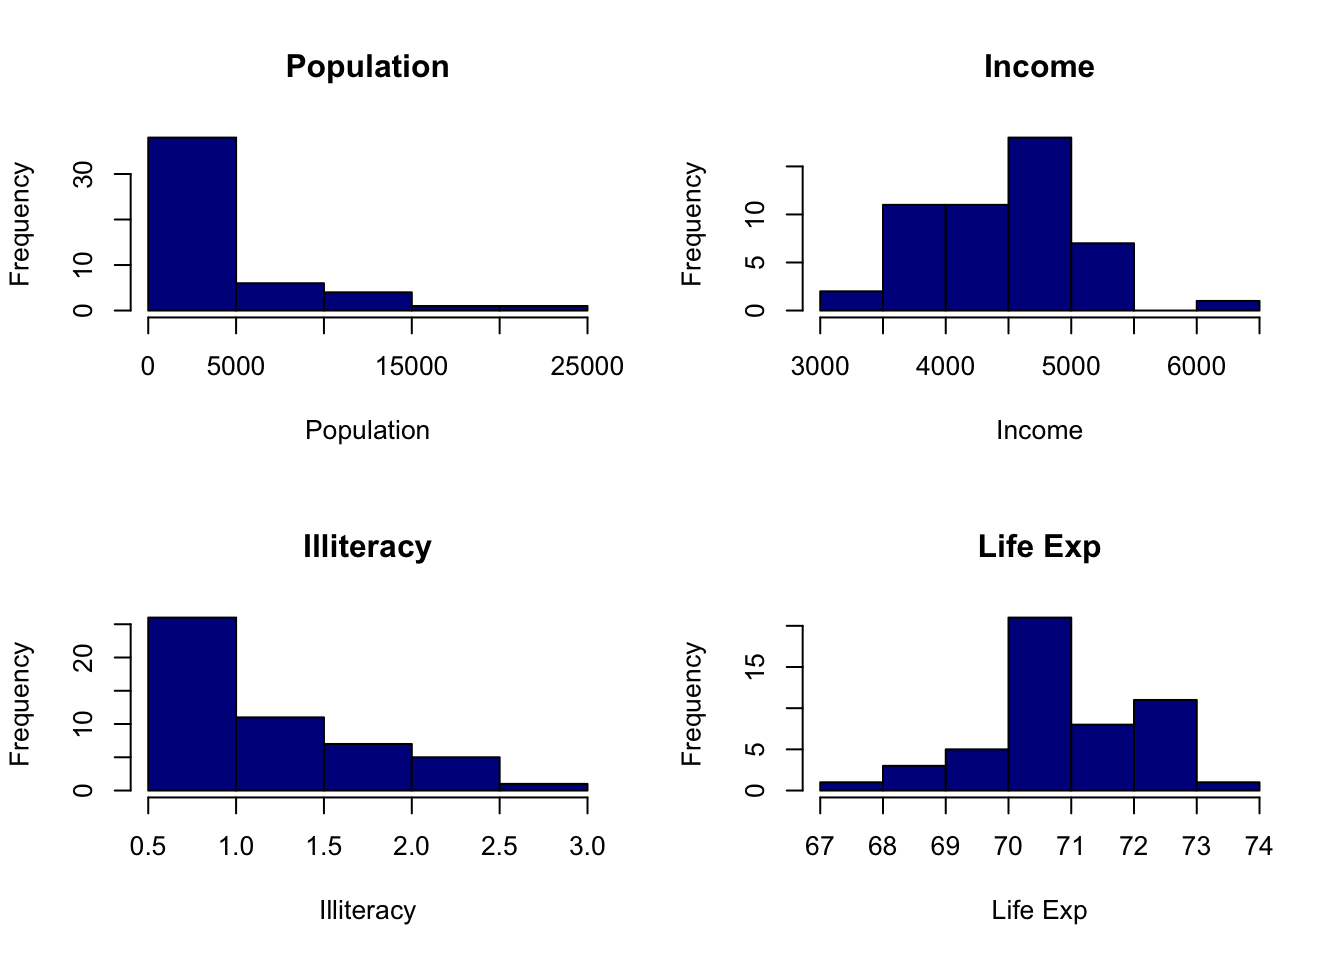 Population
Frequency
30
10
0
0 5000 15000 25000
Population
Income
Frequency
10
5
0
3000 4000 5000 6000
Income
Illiteracy
Frequency
20
10
0
0.5 1.0 1.5 2.0 2.5 3.0
Illiteracy
Life Exp
Frequency
15
5
0
67 68 69 70 71 72 73 74
Life Exp